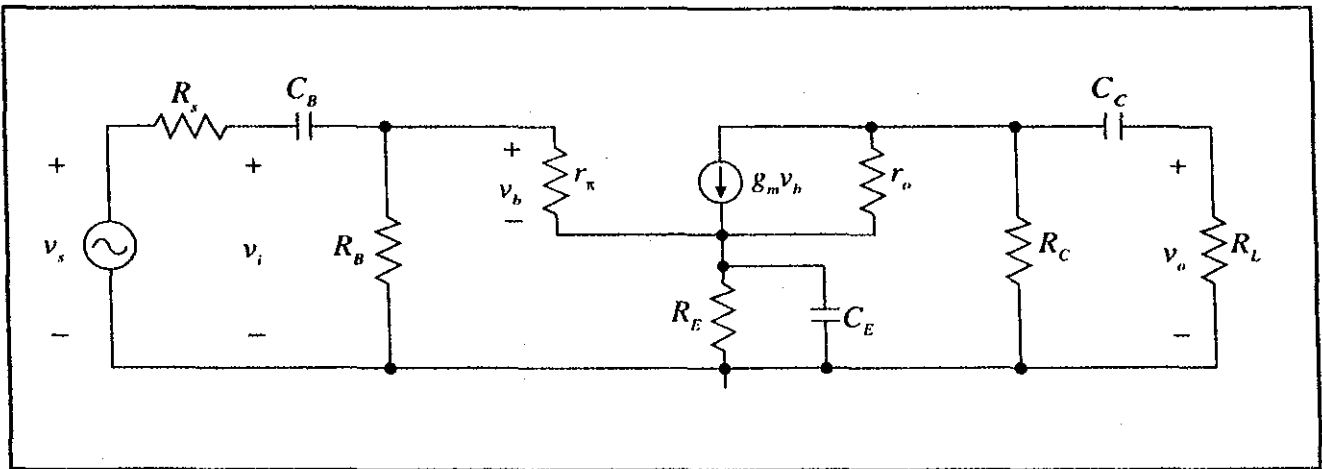 R_s
C_B
C_C
+
+
+
+
v_s
v_i
v_b
v_o
−
−
−
−
R_B
r_π
g_m v_b
r_o
R_C
R_L
R_E
C_E